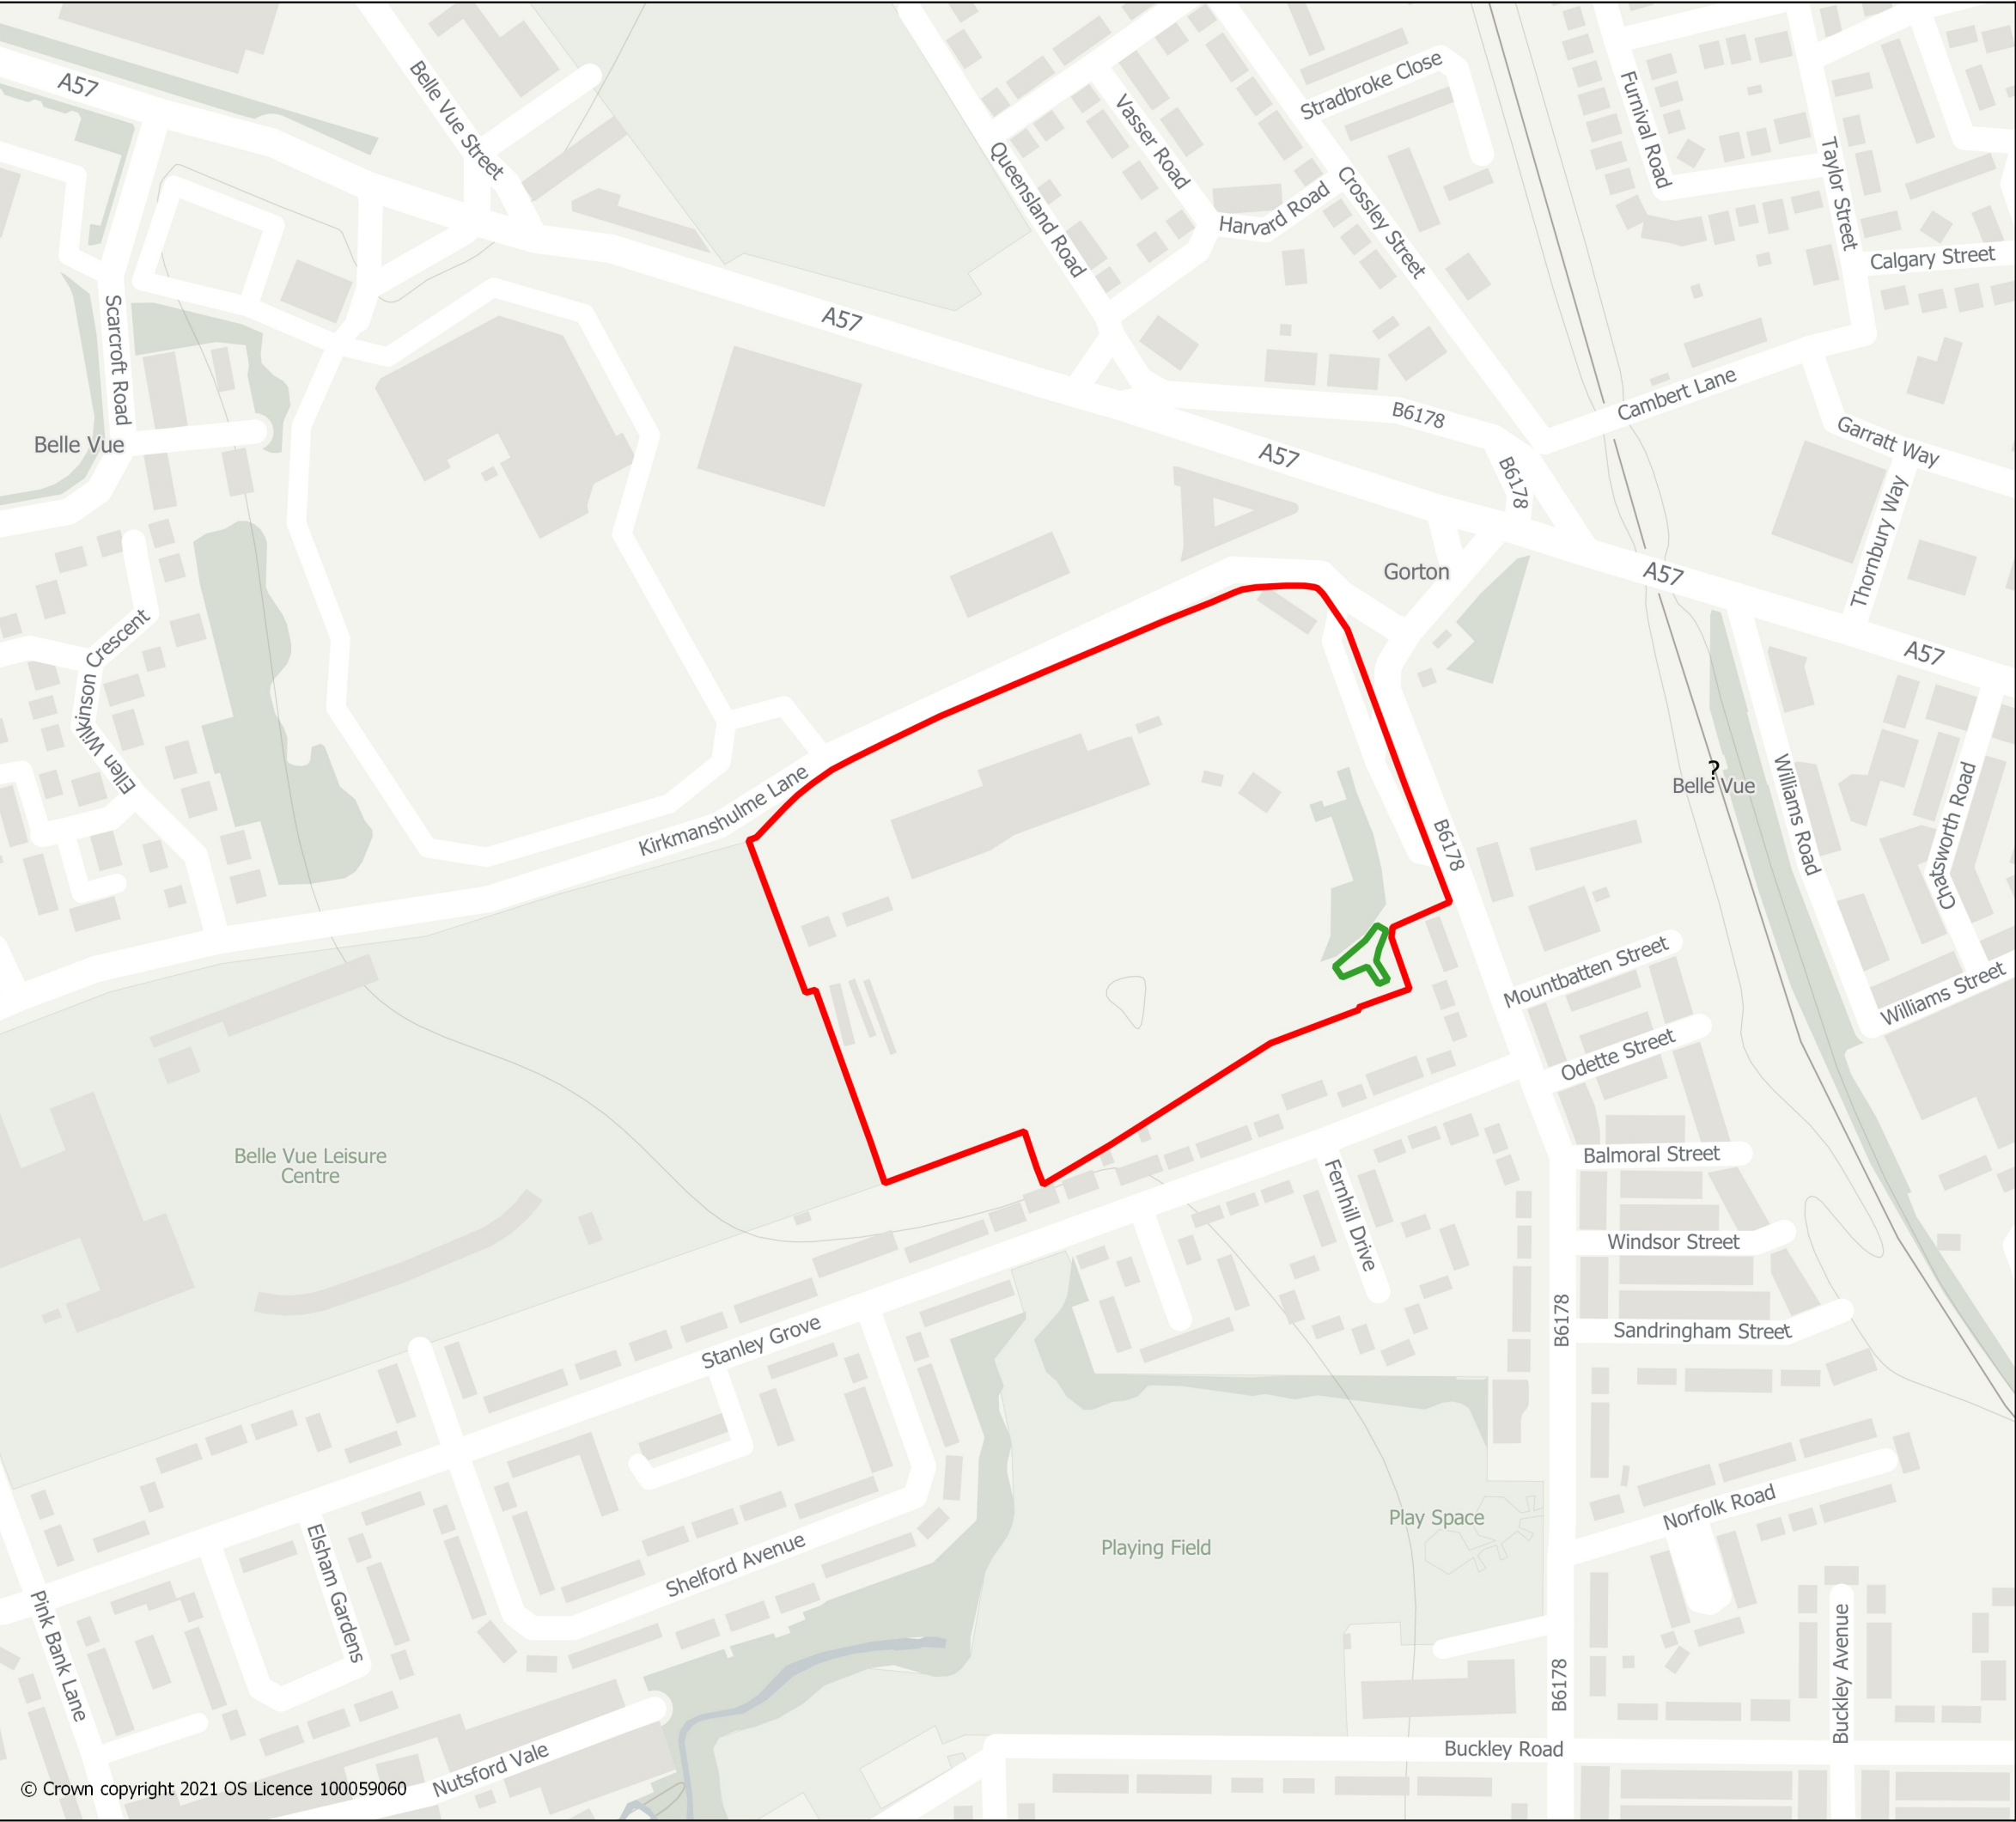 A57
Belle Vue Street
Stradbroke Close
Furnival Road
Vasser Road
Queensland Road
Crossley Street
Harvard Road
Taylor Street
Calgary Street
Scarcroft Road
A57
Cambert Lane
B6178
Garratt Way
Belle Vue
A57
B6178
Thornbury Way
Gorton
A57
A57
Ellen Wilkinson Crescent
?
Belle Vue
Williams Road
Chatsworth Road
Kirkmanshulme Lane
B6178
Mountbatten Street
Williams Street
Odette Street
Belle Vue Leisure
Centre
Balmoral Street
Fernhill Drive
Windsor Street
B6178
Sandringham Street
Stanley Grove
Norfolk Road
Play Space
Playing Field
Shelford Avenue
Elsham Gardens
Pink Bank Lane
B6178
Buckley Avenue
Buckley Road
Nutsford Vale
© Crown copyright 2021 OS Licence 100059060